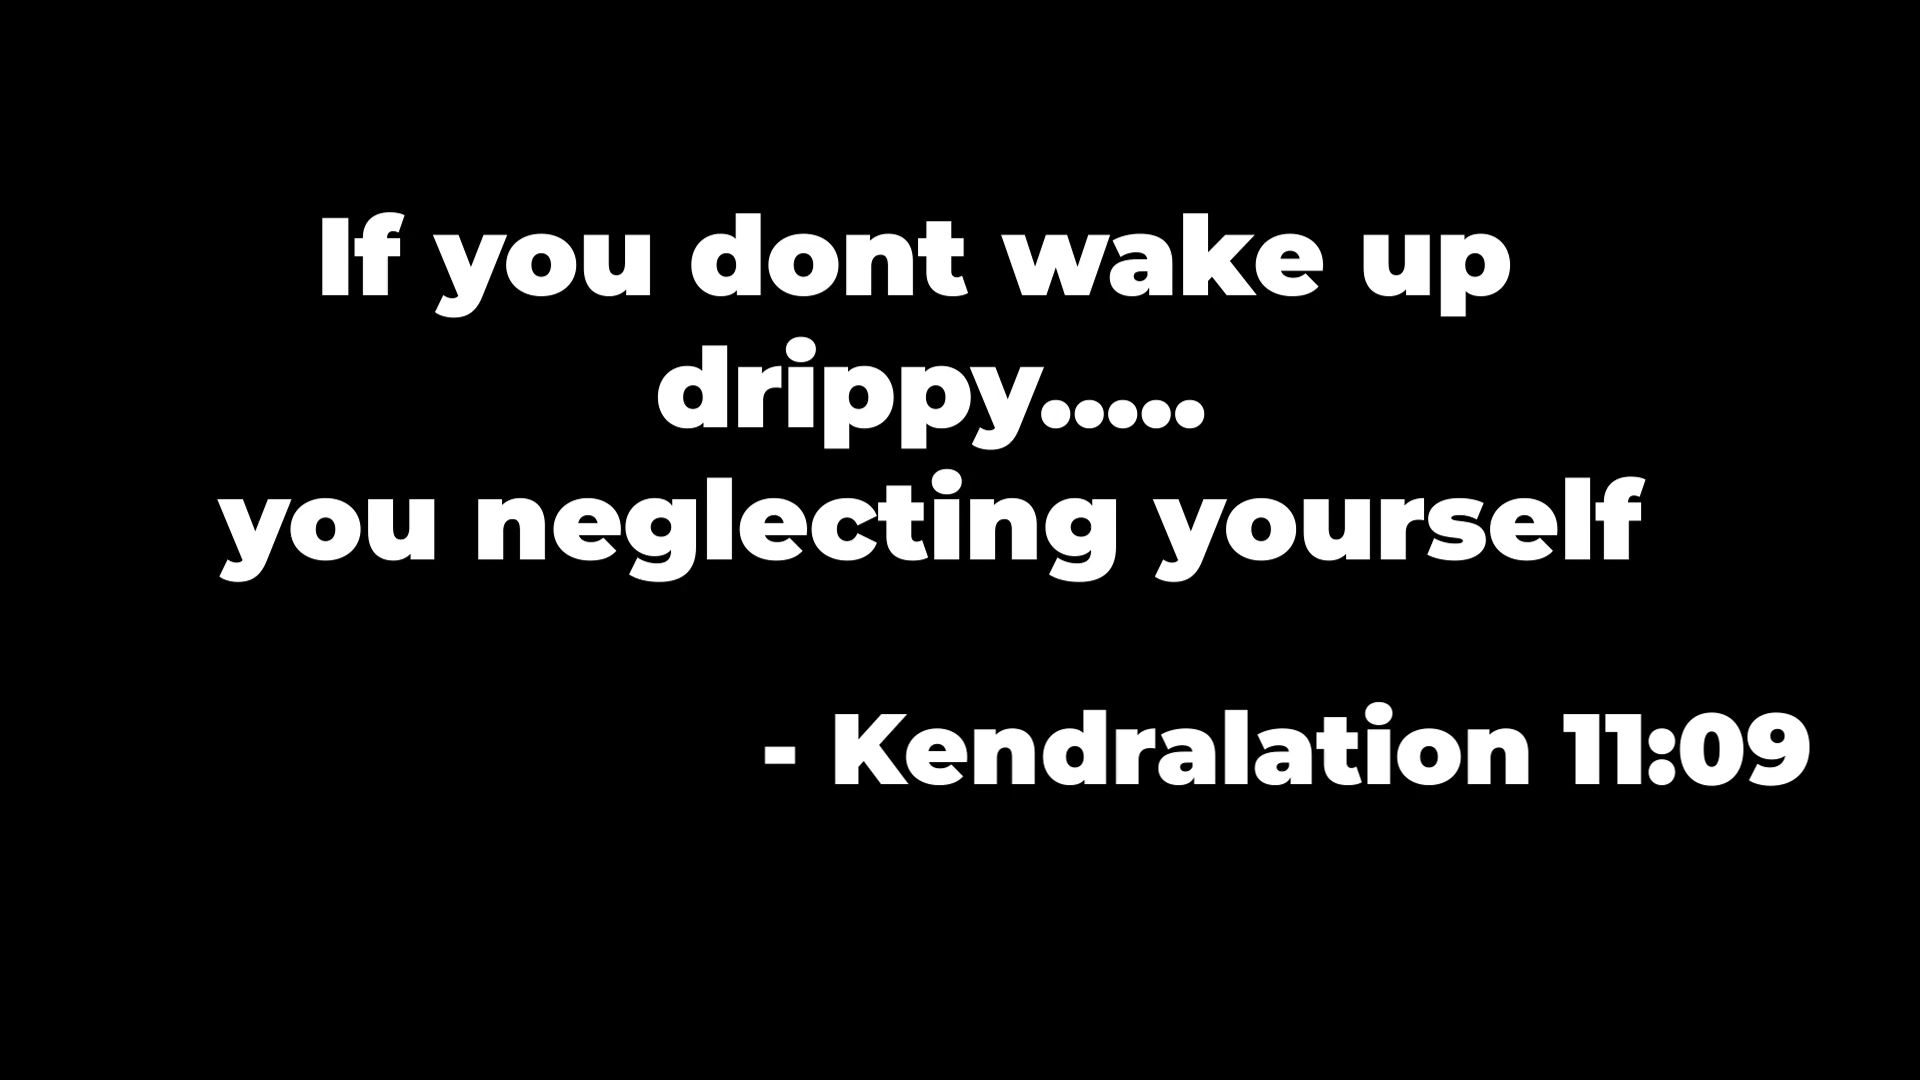 If you dont wake up
drippy.....
you neglecting yourself
- Kendralation 11:09